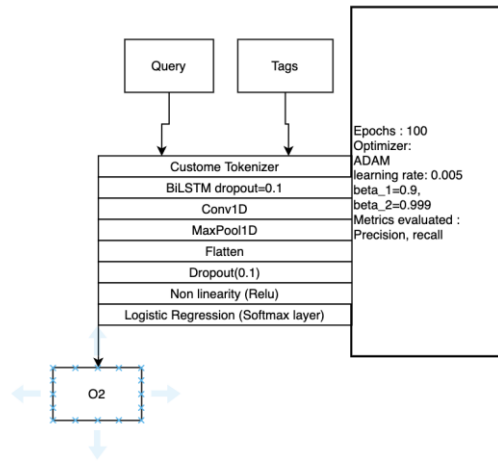 Query
Tags
Custome Tokenizer
BiLSTM dropout=0.1
Conv1D
MaxPool1D
Flatten
Dropout(0.1)
Non linearity (Relu)
Logistic Regression (Softmax layer)
O2
Epochs : 100
Optimizer:
ADAM
learning rate: 0.005
beta_1=0.9,
beta_2=0.999
Metrics evaluated :
Precision, recall